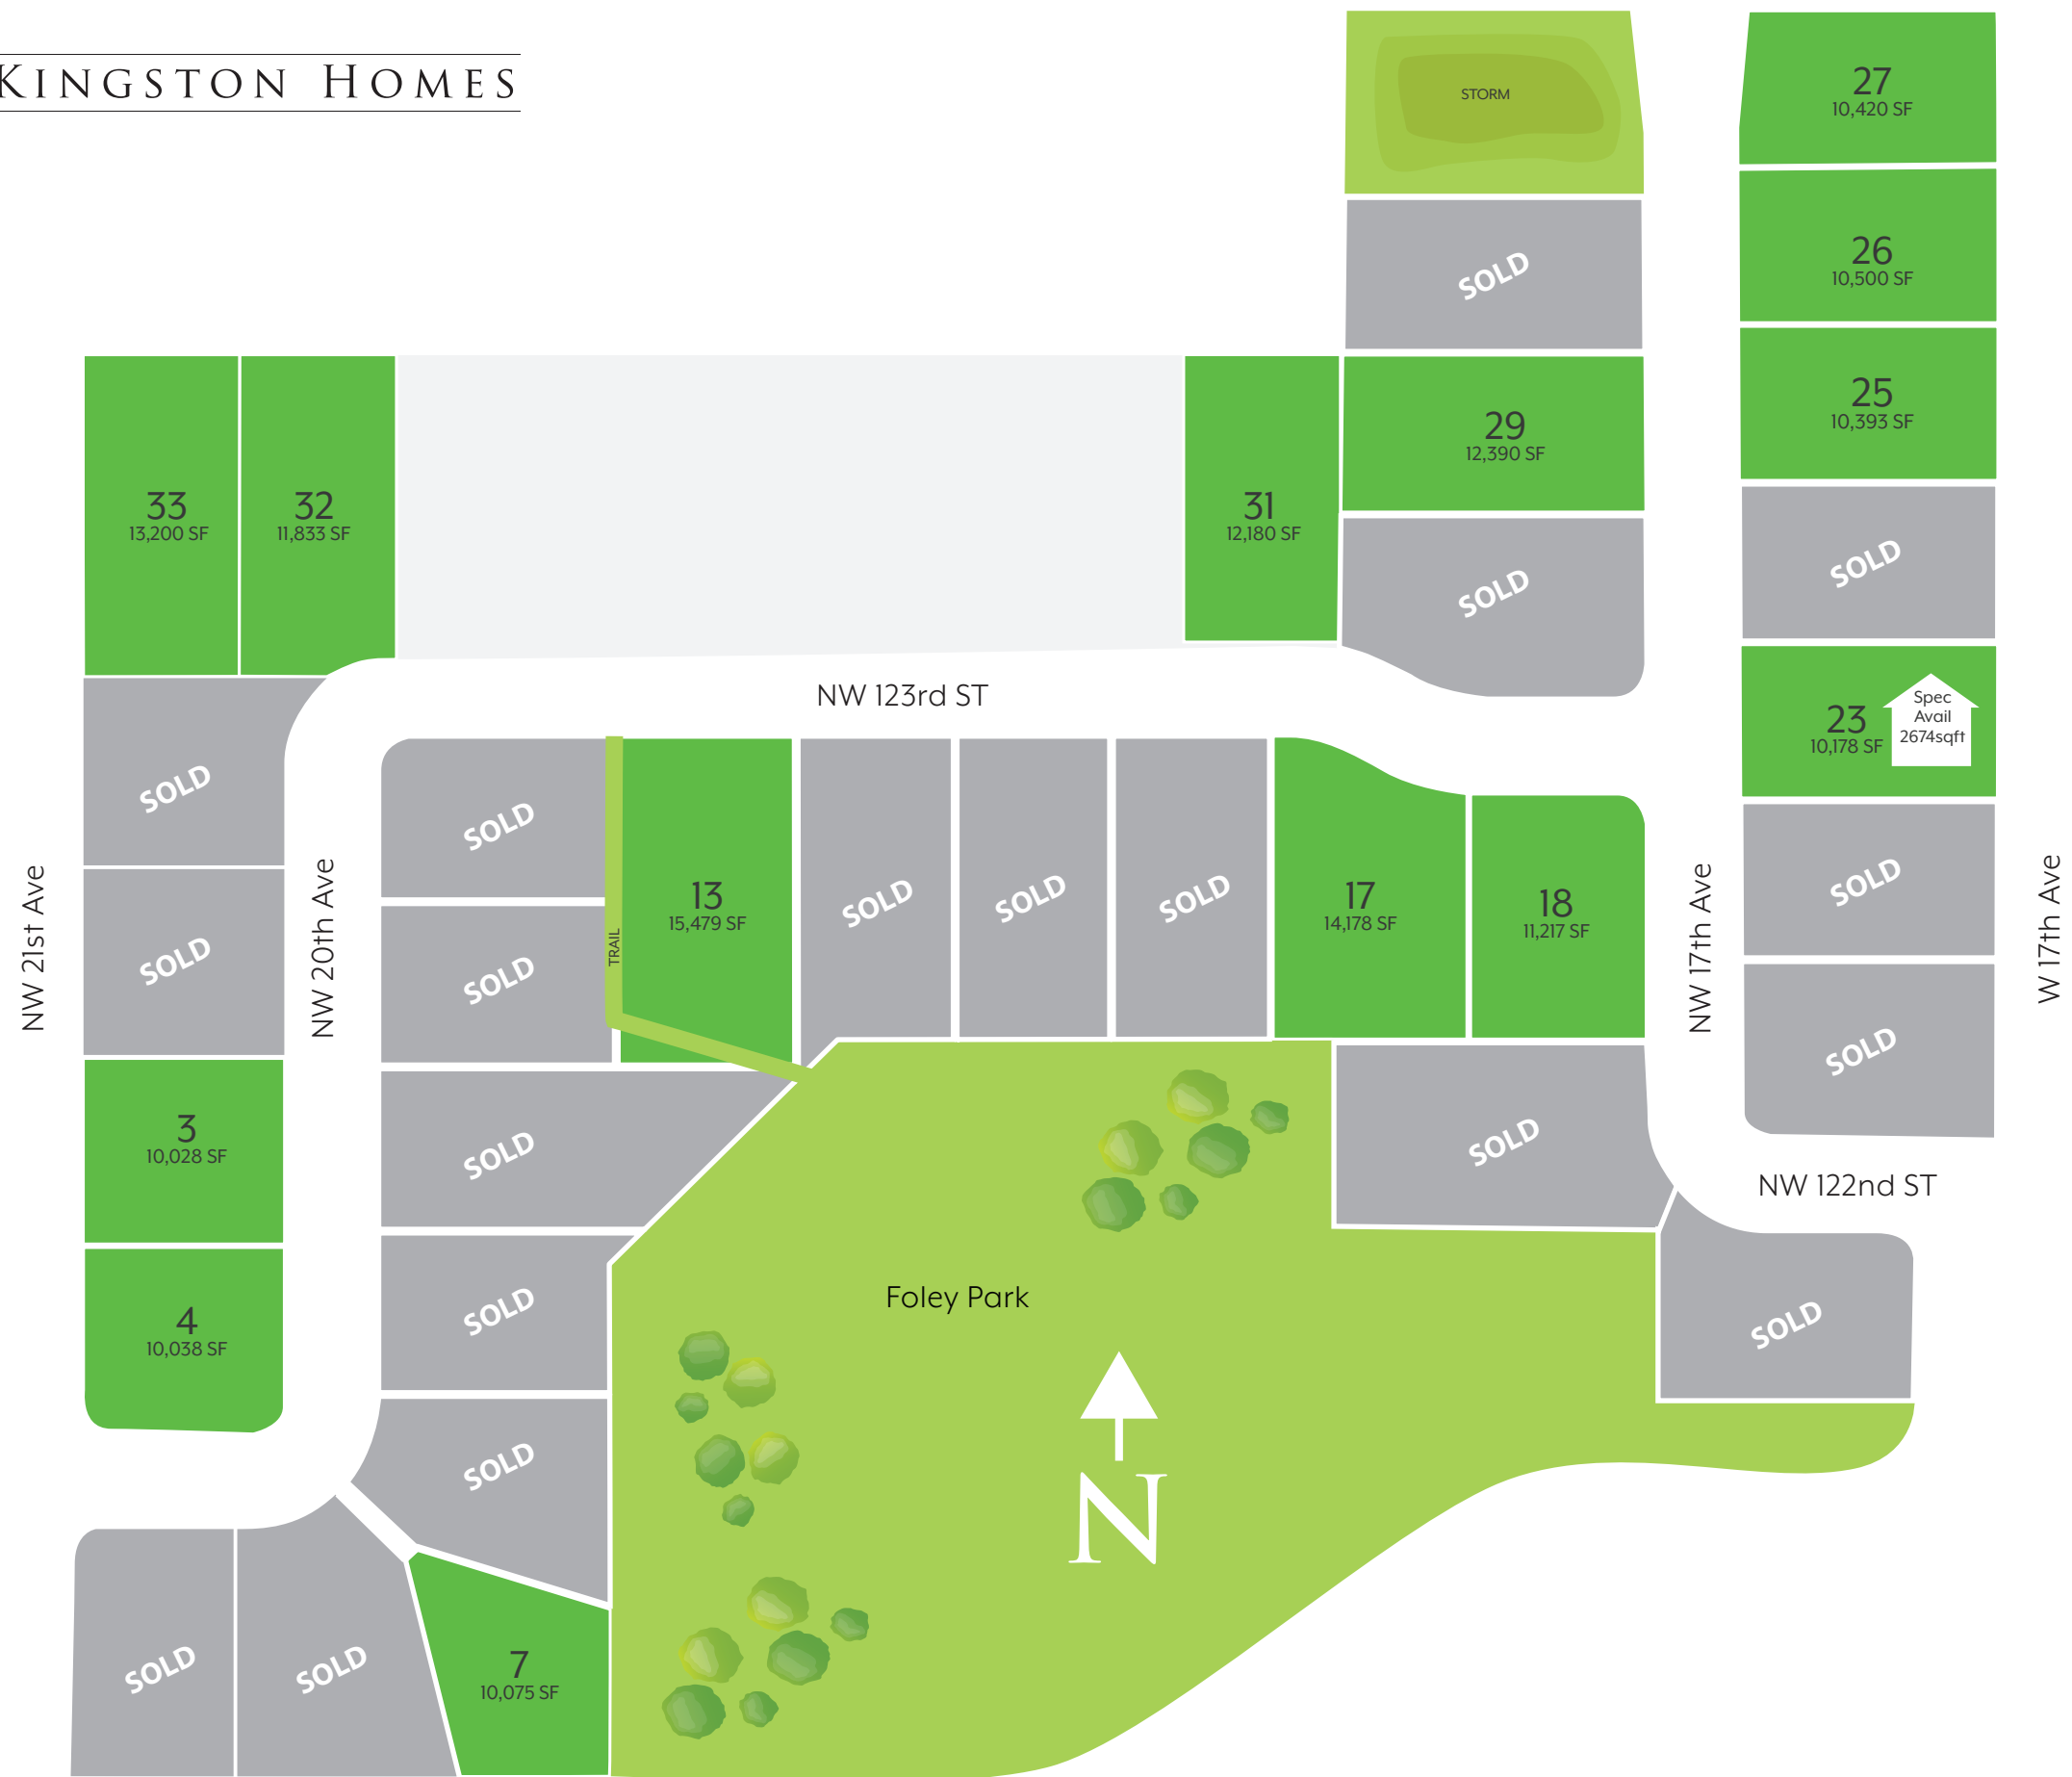 KINGSTON HOMES
STORM
27
10,420 SF
SOLD
26
10,500 SF
25
10,393 SF
29
12,390 SF
33
13,200 SF
32
11,833 SF
31
12,180 SF
SOLD
SOLD
NW 123rd ST
23
10,178 SF
Spec
Avail
2674sqft
SOLD
SOLD
13
15,479 SF
SOLD
SOLD
SOLD
17
14,178 SF
18
11,217 SF
SOLD
NW 21st Ave
SOLD
NW 20th Ave
SOLD
TRAIL
NW 17th Ave
W 17th Ave
SOLD
3
10,028 SF
SOLD
SOLD
NW 122nd ST
4
10,038 SF
SOLD
Foley Park
SOLD
SOLD
N
SOLD
SOLD
7
10,075 SF